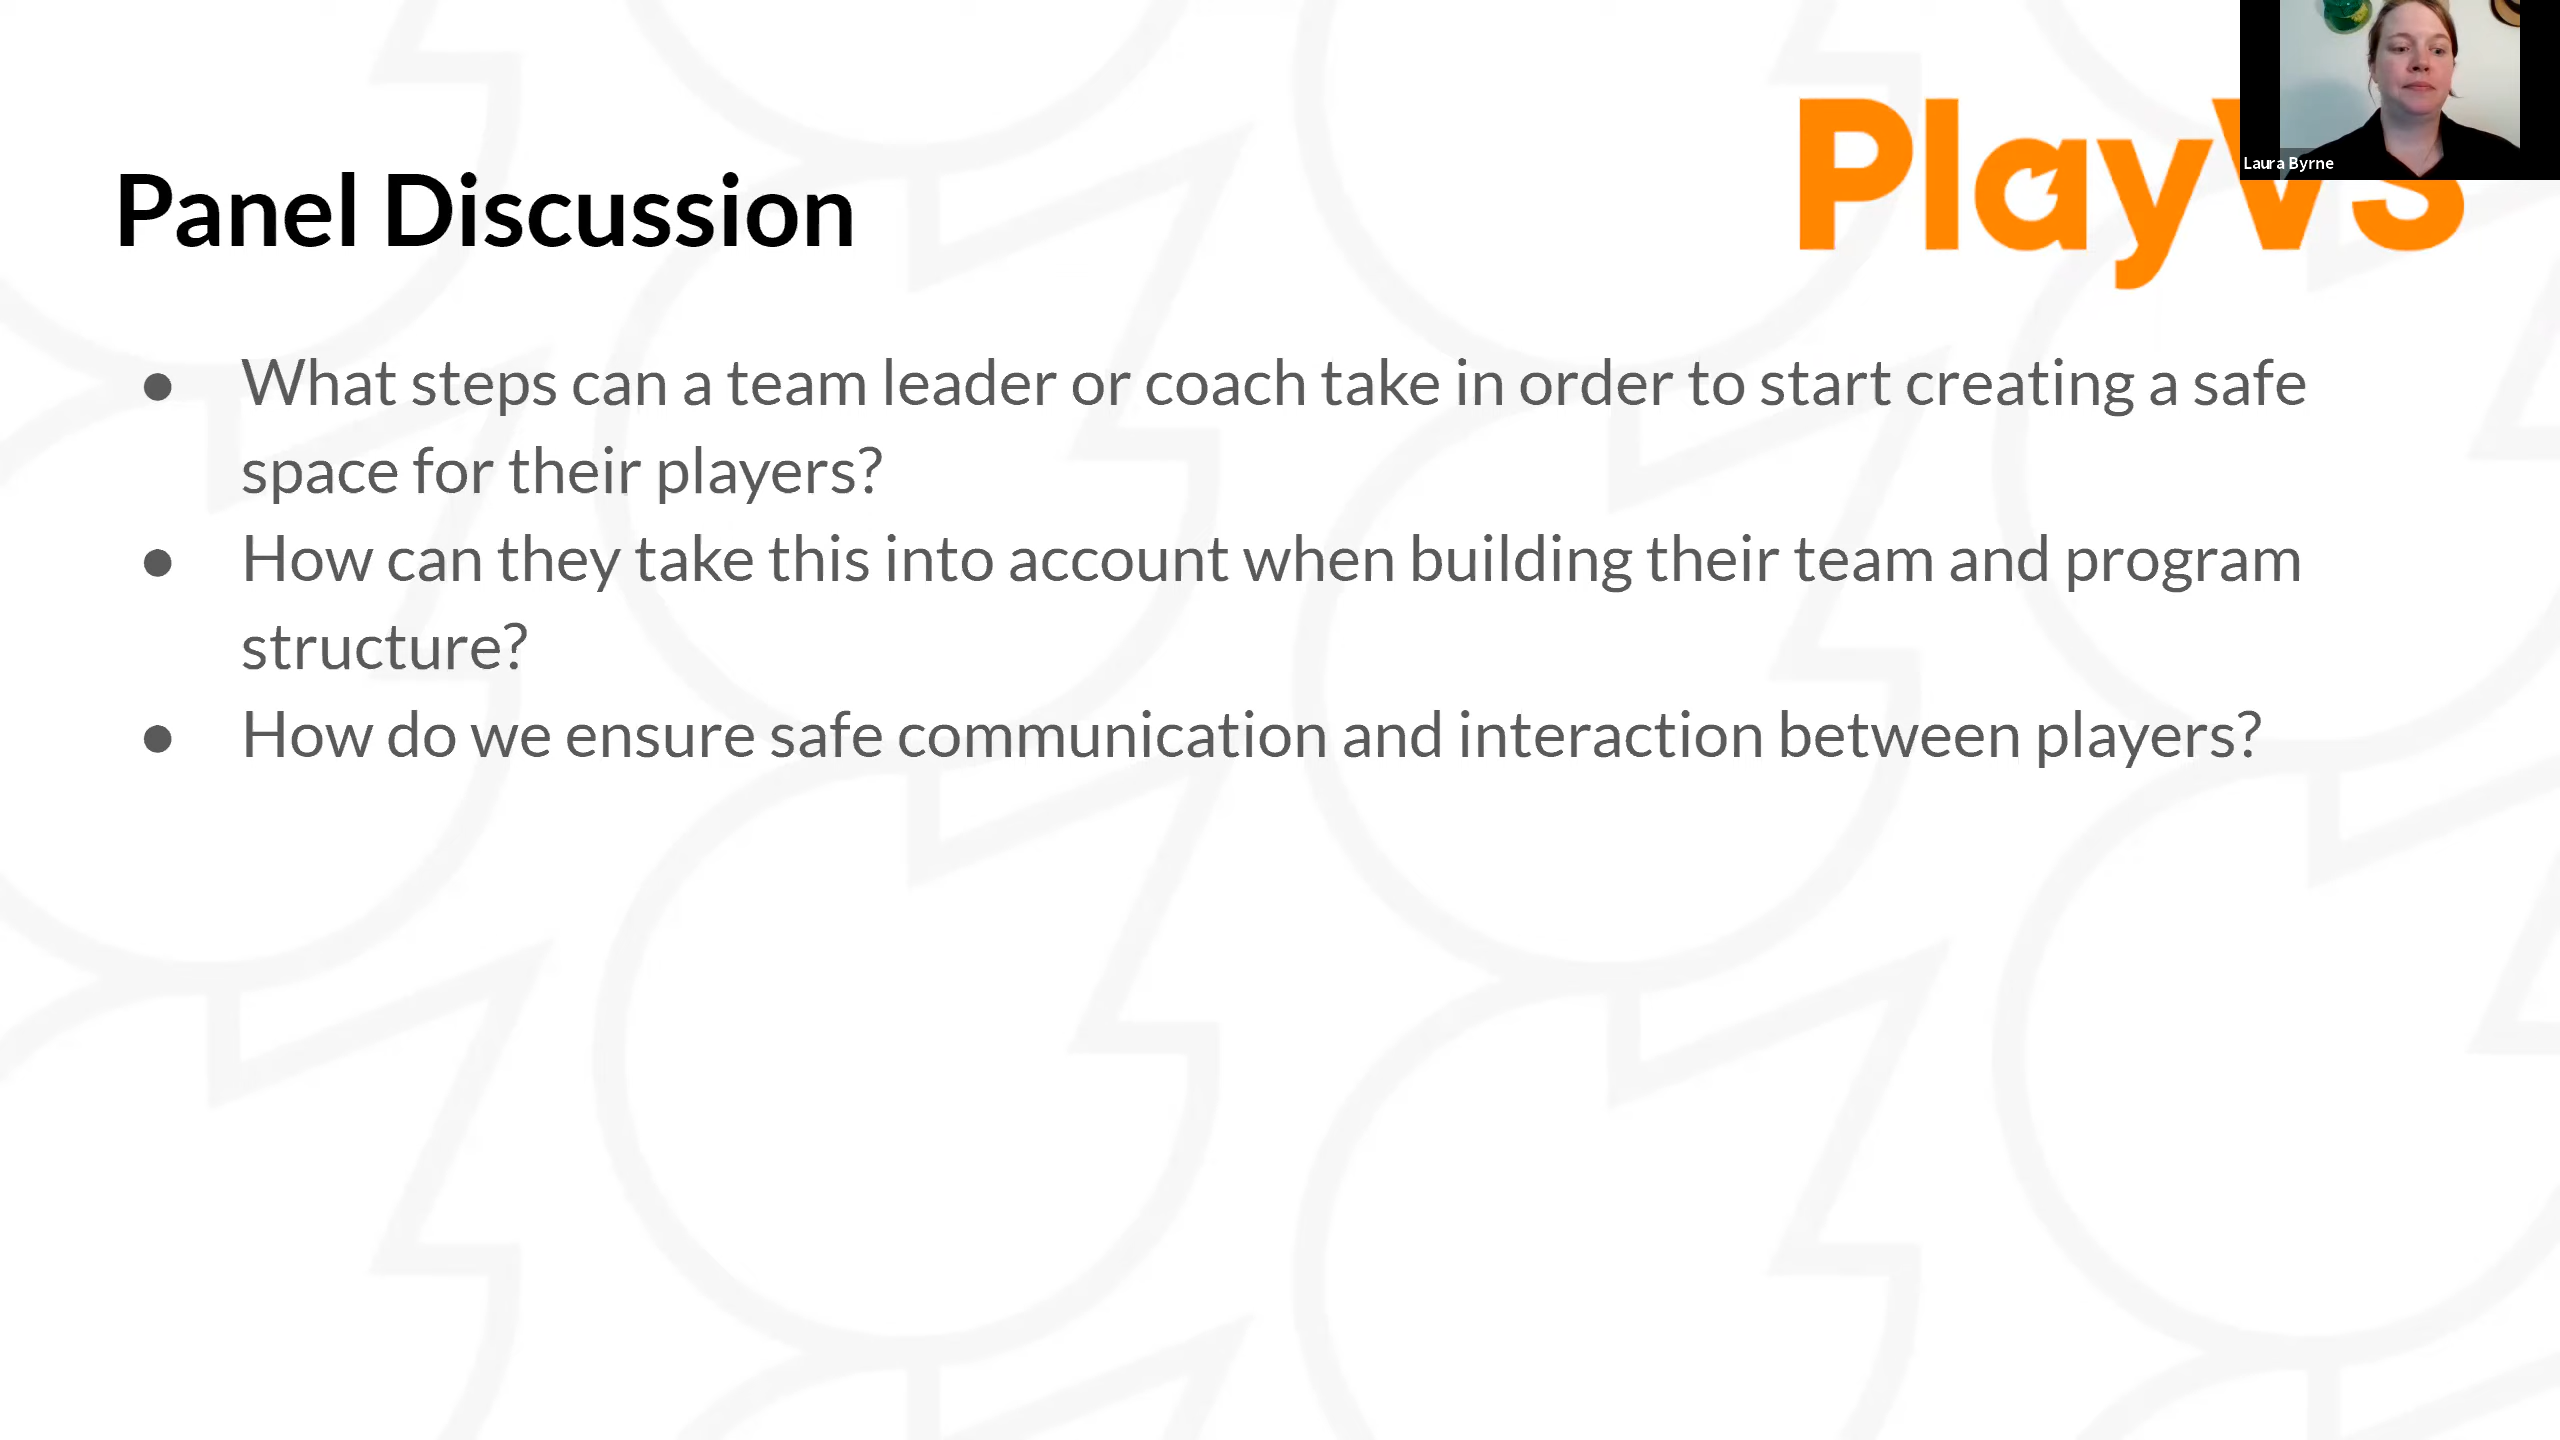 PlayVS
Laura Byrne
Panel Discussion
● What steps can a team leader or coach take in order to start creating a safe
space for their players?
● How can they take this into account when building their team and program
structure?
● How do we ensure safe communication and interaction between players?